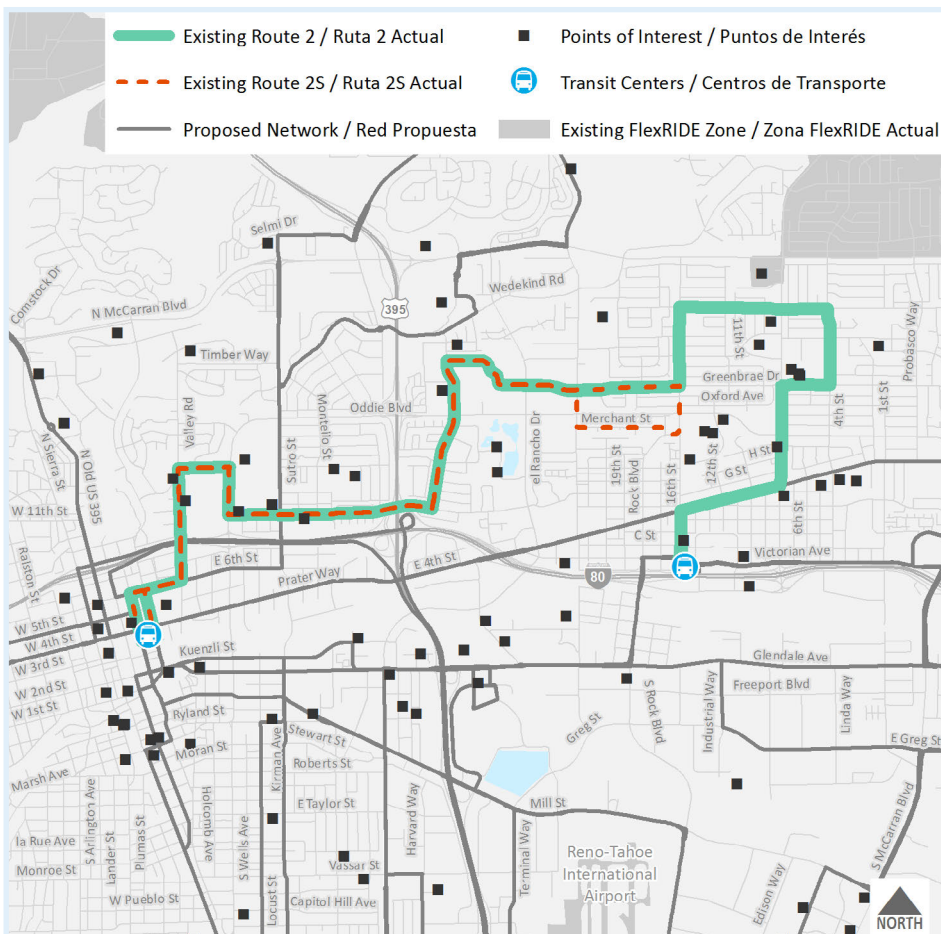 Existing Route 2 / Ruta 2 Actual
Points of Interest / Puntos de Interés
Existing Route 2S / Ruta 2S Actual
Transit Centers / Centros de Transporte
Proposed Network / Red Propuesta
Existing FlexRIDE Zone / Zona FlexRIDE Actual
Selmi Dr
Comstock Dr
Wedekind Rd
N McCarran Blvd
395
Timber Way
11th St
Probasco Way
Greenbrae Dr
Oxford Ave
Oddie Blvd
Merchant St
4th St
1st St
Valley Rd
Montello St
Sutro St
el Rancho Dr
19th St
Rock Blvd
16th St
12th St
H St
G St
N Sierra St
N Old US 395
W 11th St
6th St
C St
Victorian Ave
E 6th St
E 4th St
Prater Way
80
Ralston St
W 5th St
W 4th St
W 3rd St
W 2nd St
W 1st St
Kuenzli St
Glendale Ave
Freeport Blvd
Ryland St
Moran St
Stewart St
Greg St
S Rock Blvd
Industrial Way
Linda Way
E Greg St
Marsh Ave
Roberts St
Kirman Ave
E Taylor St
Mill St
S Arlington Ave
Lander St
Plumas St
Holcomb Ave
S Wells Ave
Harvard Way
Terminal Way
S McCarran Blvd
la Rue Ave
Monroe St
Vassar St
Reno-Tahoe
International
Airport
W Pueblo St
Locust St
Capitol Hill Ave
Edison Way
NORTH